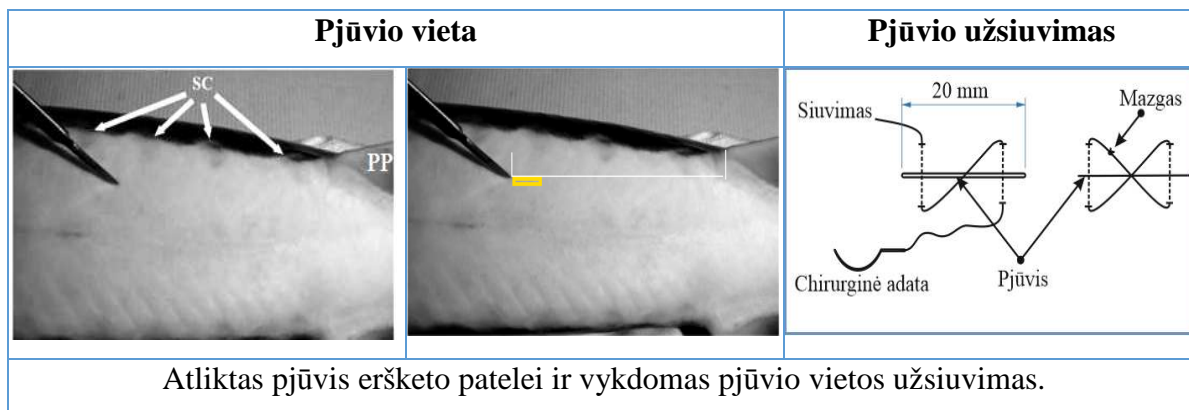 Pjūvio vieta
Pjūvio užsiuvimas
SC
PP
20 mm
Siuvimas
Mazgas
Chirurginė adata
Pjūvis
Atliktas pjūvis eršketo patelei ir vykdomas pjūvio vietos užsiuvimas.